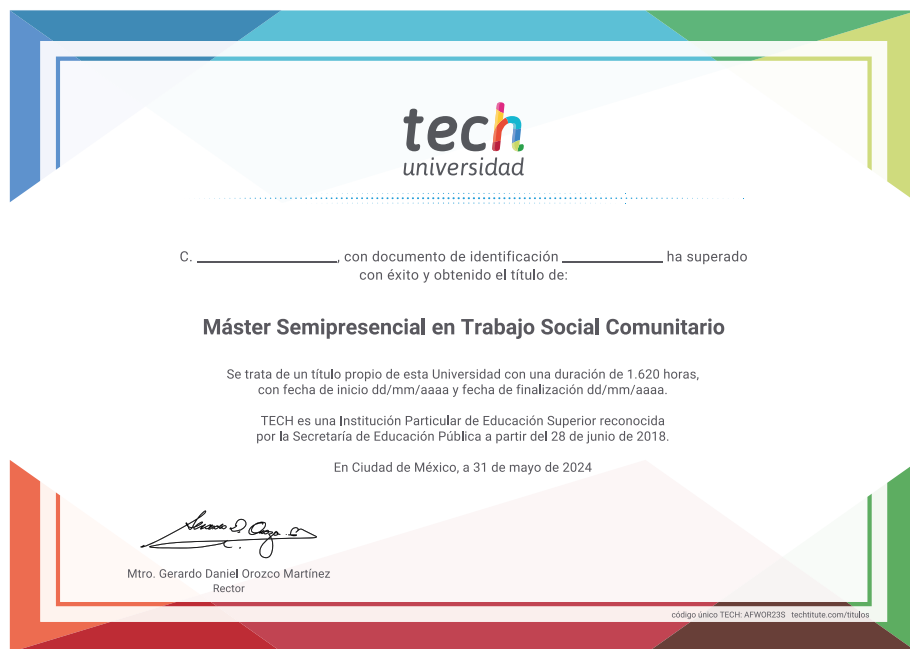 tech
universidad
C. ____________________, con documento de identificación ______________ ha superado
con éxito y obtenido el título de:
Máster Semipresencial en Trabajo Social Comunitario
Se trata de un título propio de esta Universidad con una duración de 1.620 horas,
con fecha de inicio dd/mm/aaaa y fecha de finalización dd/mm/aaaa.
TECH es una Institución Particular de Educación Superior reconocida
por la Secretaría de Educación Pública a partir del 28 de junio de 2018.
En Ciudad de México, a 31 de mayo de 2024
Mtro. Gerardo Daniel Orozco Martínez
Rector
código único TECH: AFWOR23S techtitute.com/titulos